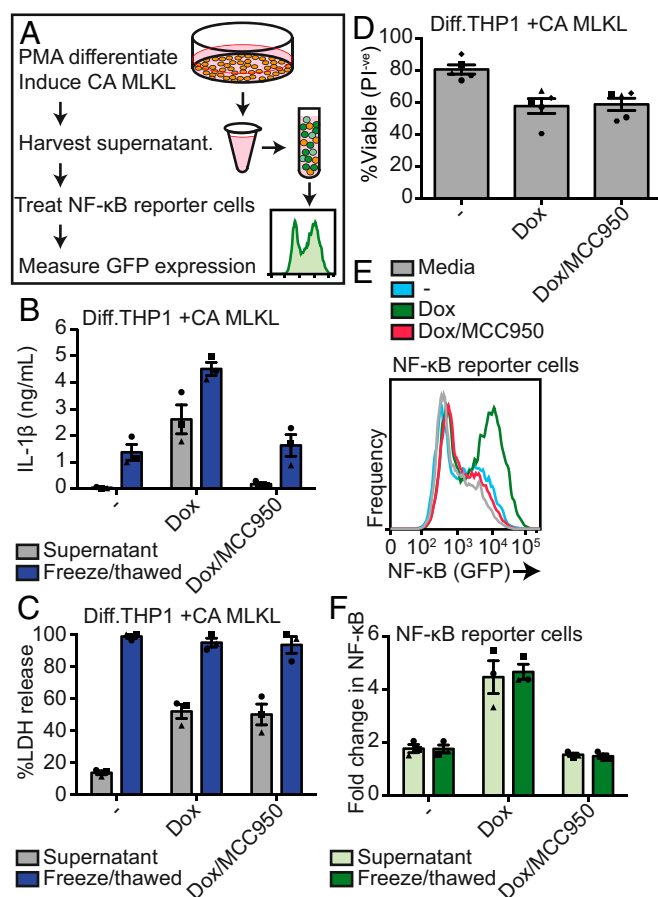 A
PMA differentiate
Induce CA MLKL
Harvest supernatant.
Treat NF-κB reporter cells
Measure GFP expression
B
Diff.THP1 +CA MLKL
IL-1β (ng/mL)
6
5
4
3
2
1
0
-
Dox
Dox/MCC950
Supernatant
Freeze/thawed
C
Diff.THP1 +CA MLKL
%LDH release
100
80
60
40
20
0
-
Dox
Dox/MCC950
Supernatant
Freeze/thawed
D
Diff.THP1 +CA MLKL
%Viable (PI-ve)
100
80
60
40
20
0
-
Dox
Dox/MCC950
E
Media
-
Dox
Dox/MCC950
NF-κB reporter cells
Frequency
0 10² 10³ 10⁴ 10⁵
NF-κB (GFP)
F
NF-κB reporter cells
Fold change in NF-κB
6
4
2
0
-
Dox
Dox/MCC950
Supernatant
Freeze/thawed